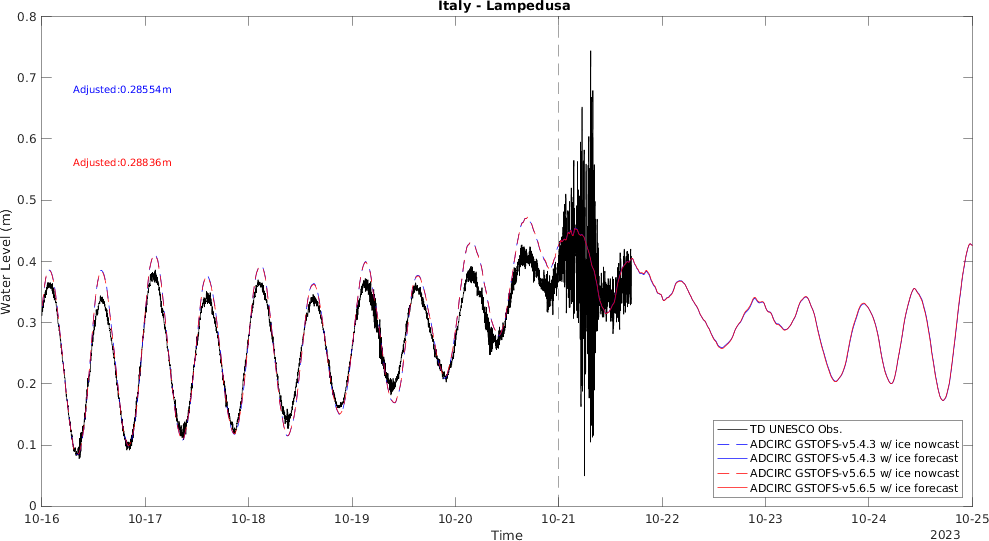 Italy - Lampedusa
0.8
0.7
0.6
0.5
0.4
0.3
0.2
0.1
0
Water Level (m)
Adjusted:0.28554m
Adjusted:0.28836m
TD UNESCO Obs.
ADCIRC GSTOFS-v5.4.3 w/ ice nowcast
ADCIRC GSTOFS-v5.4.3 w/ ice forecast
ADCIRC GSTOFS-v5.6.5 w/ ice nowcast
ADCIRC GSTOFS-v5.6.5 w/ ice forecast
10-16 10-17 10-18 10-19 10-20 10-21 10-22 10-23 10-24 10-25
Time
2023